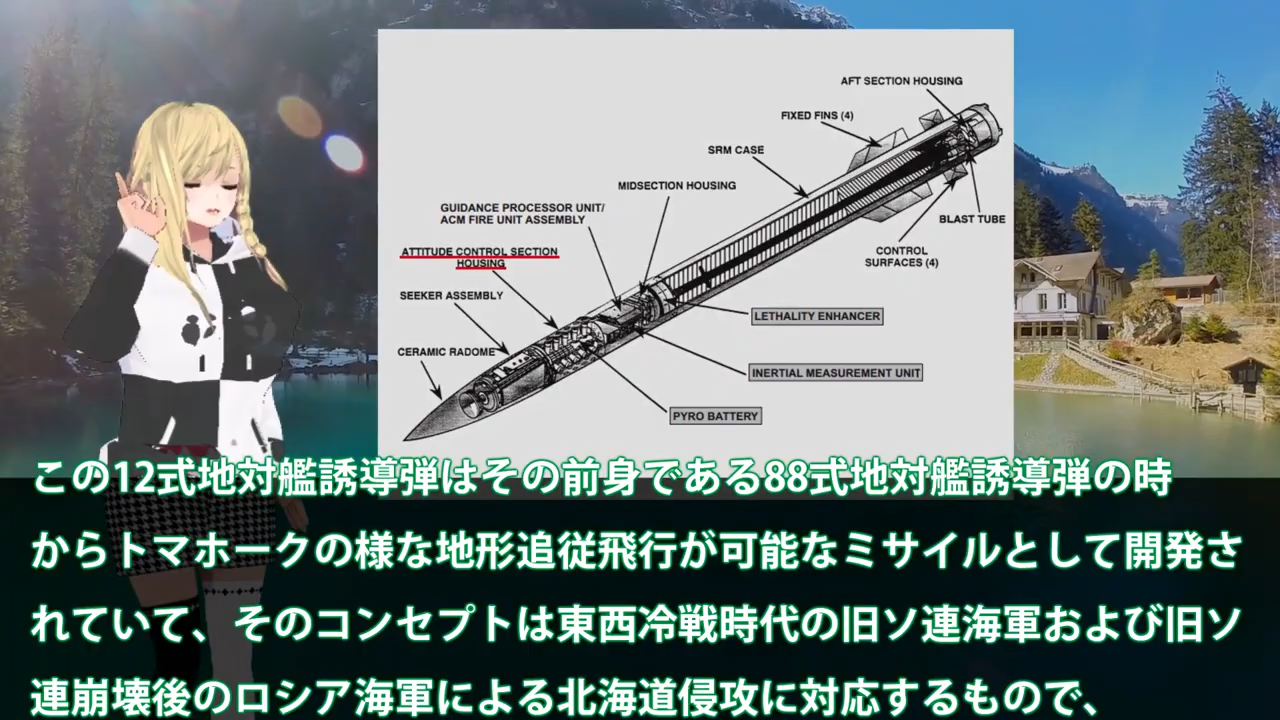 AFT SECTION HOUSING
FIXED FINS (4)
SRM CASE
MIDSECTION HOUSING
GUIDANCE PROCESSOR UNIT/
ACM FIRE UNIT ASSEMBLY
ATTITUDE CONTROL SECTION
HOUSING
SEEKER ASSEMBLY
CERAMIC RADOME
BLAST TUBE
CONTROL
SURFACES (4)
LETHALITY ENHANCER
INERTIAL MEASUREMENT UNIT
PYRO BATTERY
この12式地対艦誘導弾はその前身である88式地対艦誘導弾の時
からトマホークの様な地形追従飛行が可能なミサイルとして開発さ
れていて、そのコンセプトは東西冷戦時代の旧ソ連海軍および旧ソ
連崩壊後のロシア海軍による北海道侵攻に対応するもので、